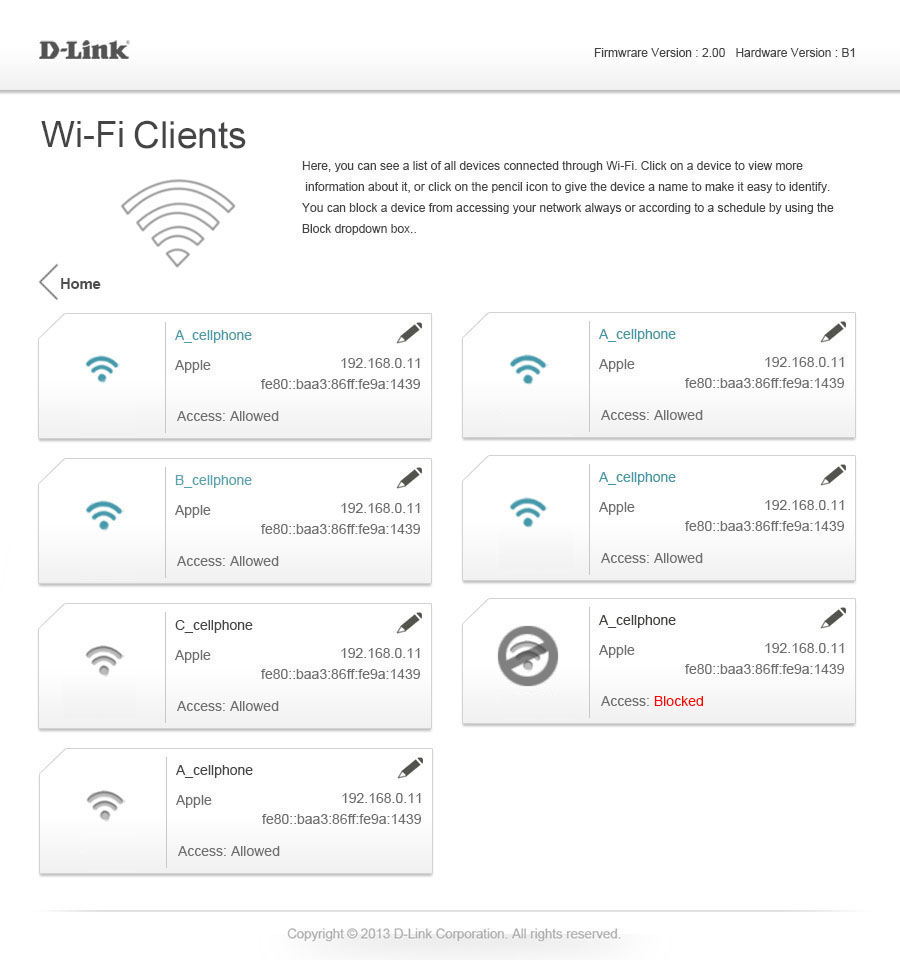 D-Link
Firmwrare Version : 2.00 Hardware Version : B1
Wi-Fi Clients
Here, you can see a list of all devices connected through Wi-Fi. Click on a device to view more
information about it, or click on the pencil icon to give the device a name to make it easy to identify.
You can block a device from accessing your network always or according to a schedule by using the
Block dropdown box..
Home
A_cellphone
Apple 192.168.0.11
fe80::baa3:86ff:fe9a:1439
Access: Allowed
A_cellphone
Apple 192.168.0.11
fe80::baa3:86ff:fe9a:1439
Access: Allowed
B_cellphone
Apple 192.168.0.11
fe80::baa3:86ff:fe9a:1439
Access: Allowed
A_cellphone
Apple 192.168.0.11
fe80::baa3:86ff:fe9a:1439
Access: Allowed
C_cellphone
Apple 192.168.0.11
fe80::baa3:86ff:fe9a:1439
Access: Allowed
A_cellphone
Apple 192.168.0.11
fe80::baa3:86ff:fe9a:1439
Access: Blocked
A_cellphone
Apple 192.168.0.11
fe80::baa3:86ff:fe9a:1439
Access: Allowed
Copyright © 2013 D-Link Corporation. All rights reserved.